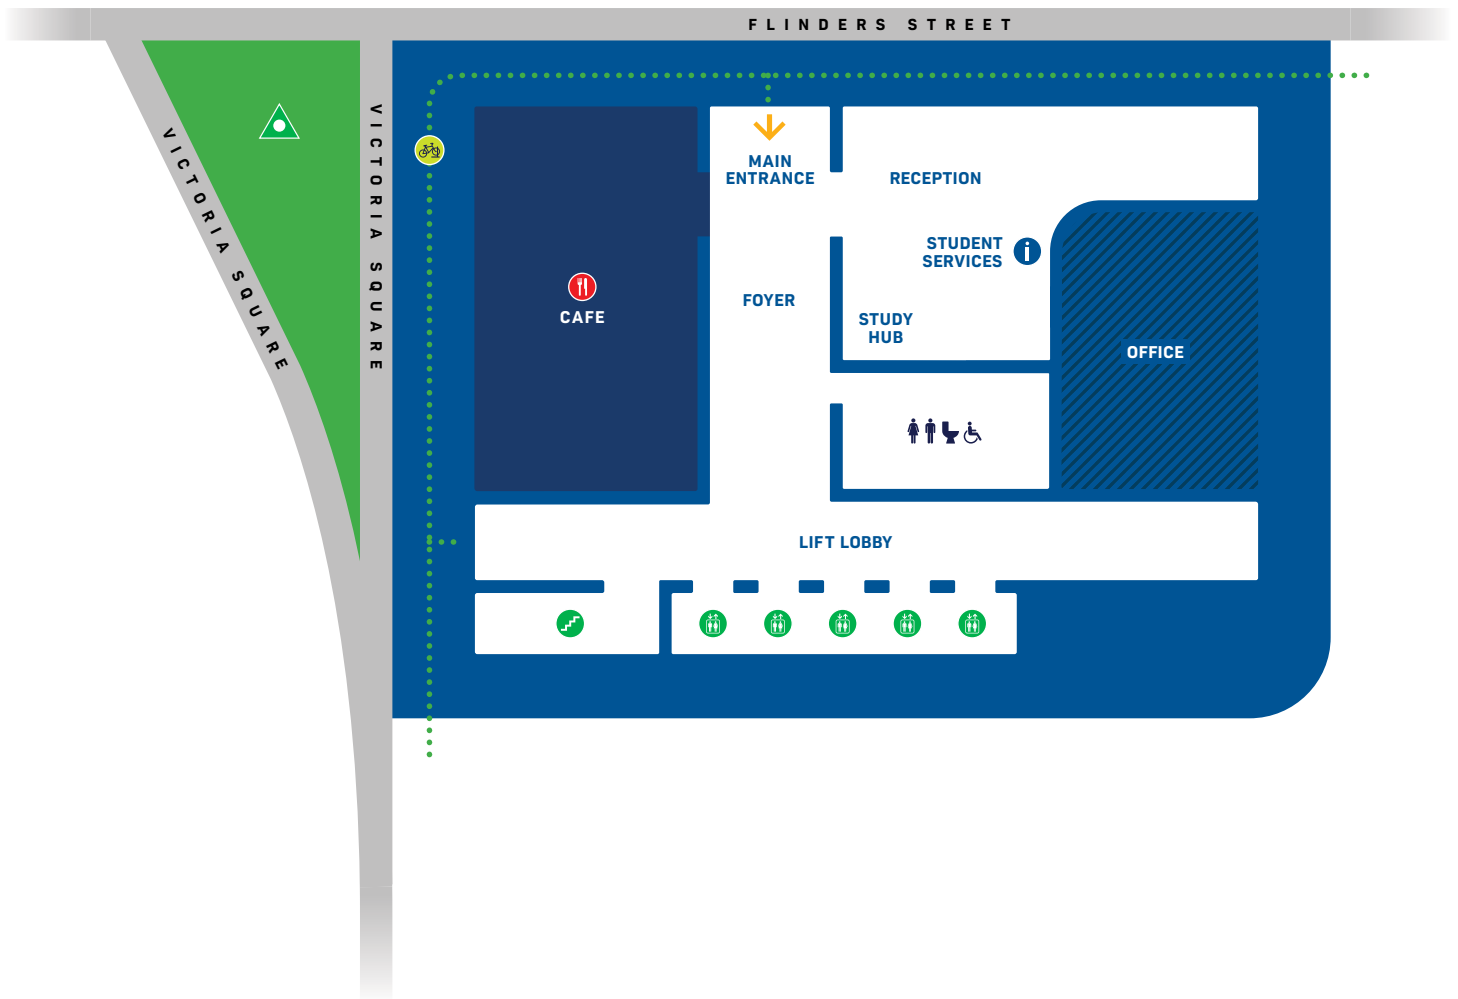 FLINDERS STREET
VICTORIA SQUARE
VICTORIA SQUARE
MAIN
ENTRANCE
RECEPTION
STUDENT
SERVICES
CAFE
FOYER
STUDY
HUB
OFFICE
LIFT LOBBY